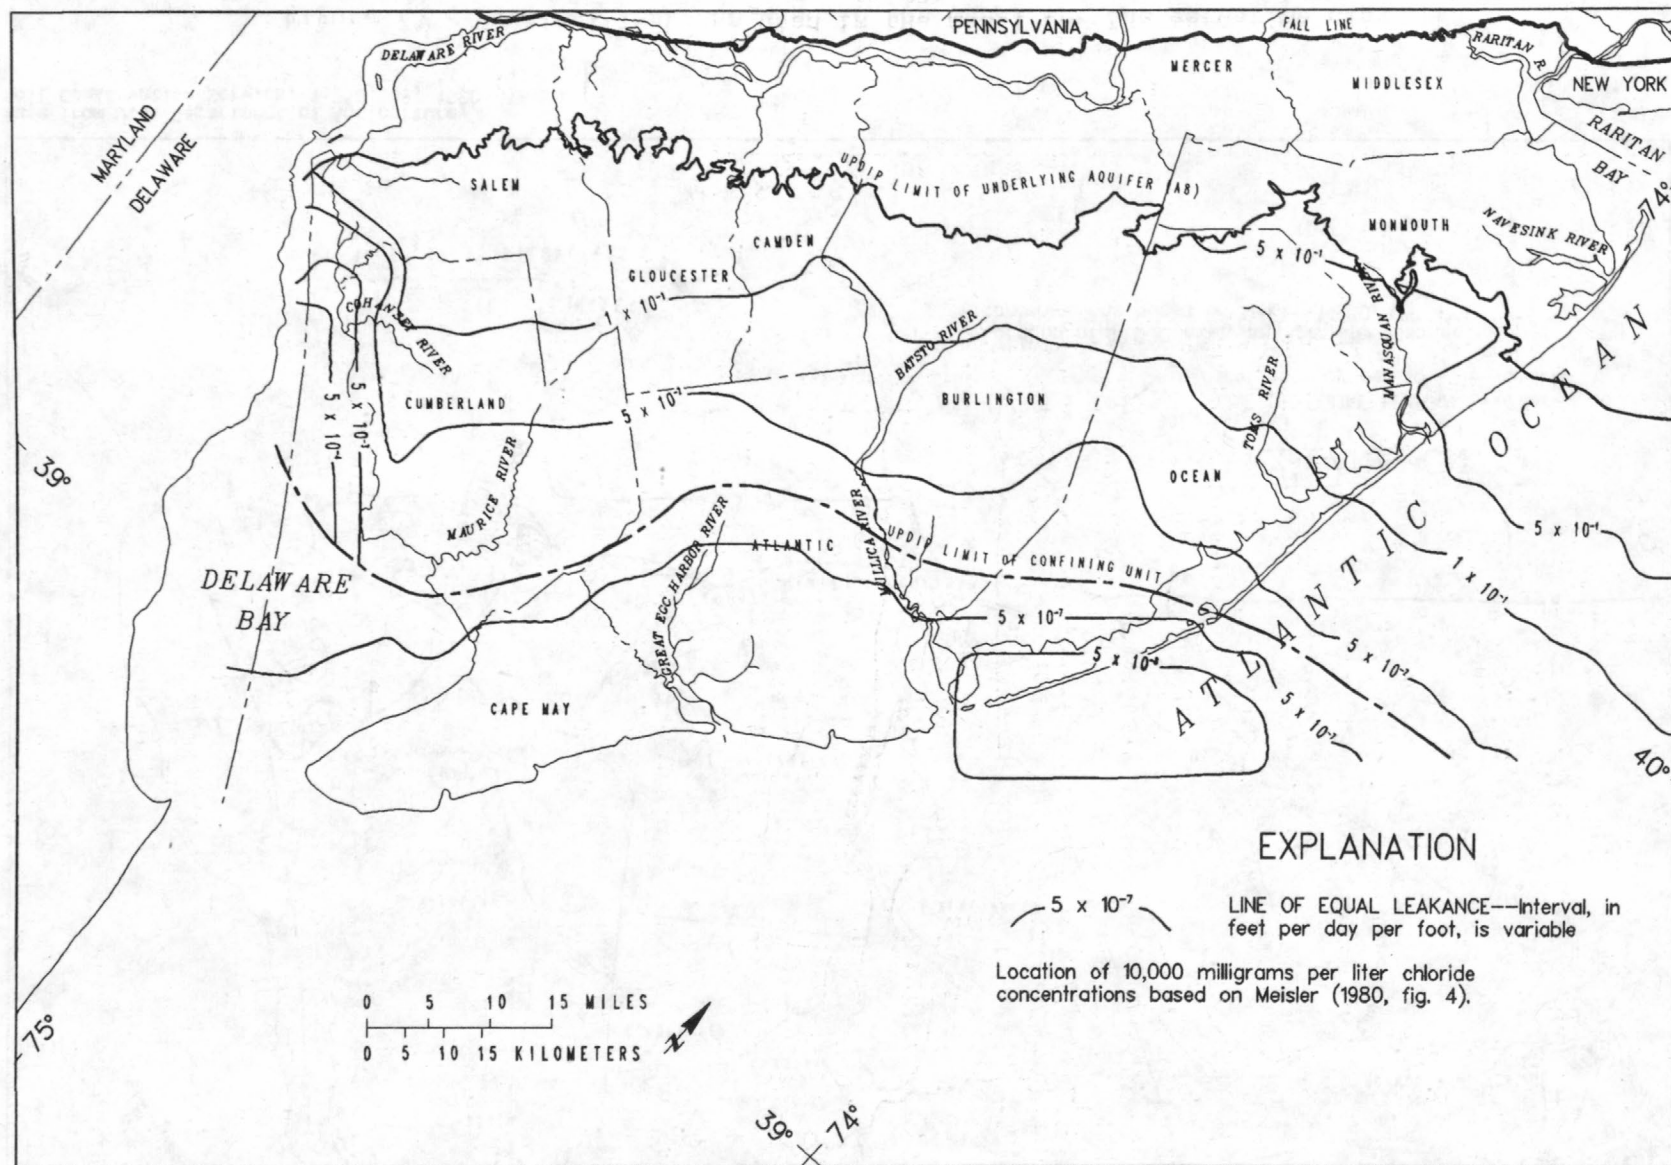 PENNSYLVANIA
FALL LINE
DELAWARE RIVER
RARITAN R
MERCER
MIDDLESEX
NEW YORK
MARYLAND
DELAWARE
RARITAN
BAY
74°
SALEM
UPDIP LIMIT OF UNDERLYING AQUIFER (A8)
CAMDEN
MONMOUTH
NAVESINK RIVER
5 x 10⁻¹
GLOUCESTER
1 x 10⁻¹
COHANSEY RIVER
BATSTO RIVER
MANASQUAN RIVER
TOMS RIVER
5 x 10⁻⁷
CUMBERLAND
5 x 10⁻⁷
BURLINGTON
39°
MAURICE RIVER
OCEAN
ATLANTIC OCEAN
5 x 10⁻¹
1 x 10⁻¹
MULLICA RIVER
UPDIP LIMIT OF CONFINING UNIT
ATLANTIC
GREAT EGG HARBOR RIVER
DELAWARE
BAY
5 x 10⁻⁷
5 x 10⁻⁷
5 x 10⁻⁷
CAPE MAY
40°
EXPLANATION
5 x 10⁻⁷
LINE OF EQUAL LEAKANCE--Interval, in
feet per day per foot, is variable
Location of 10,000 milligrams per liter chloride
concentrations based on Meisler (1980, fig. 4).
0 5 10 15 MILES
0 5 10 15 KILOMETERS
N
75°
39° 74°